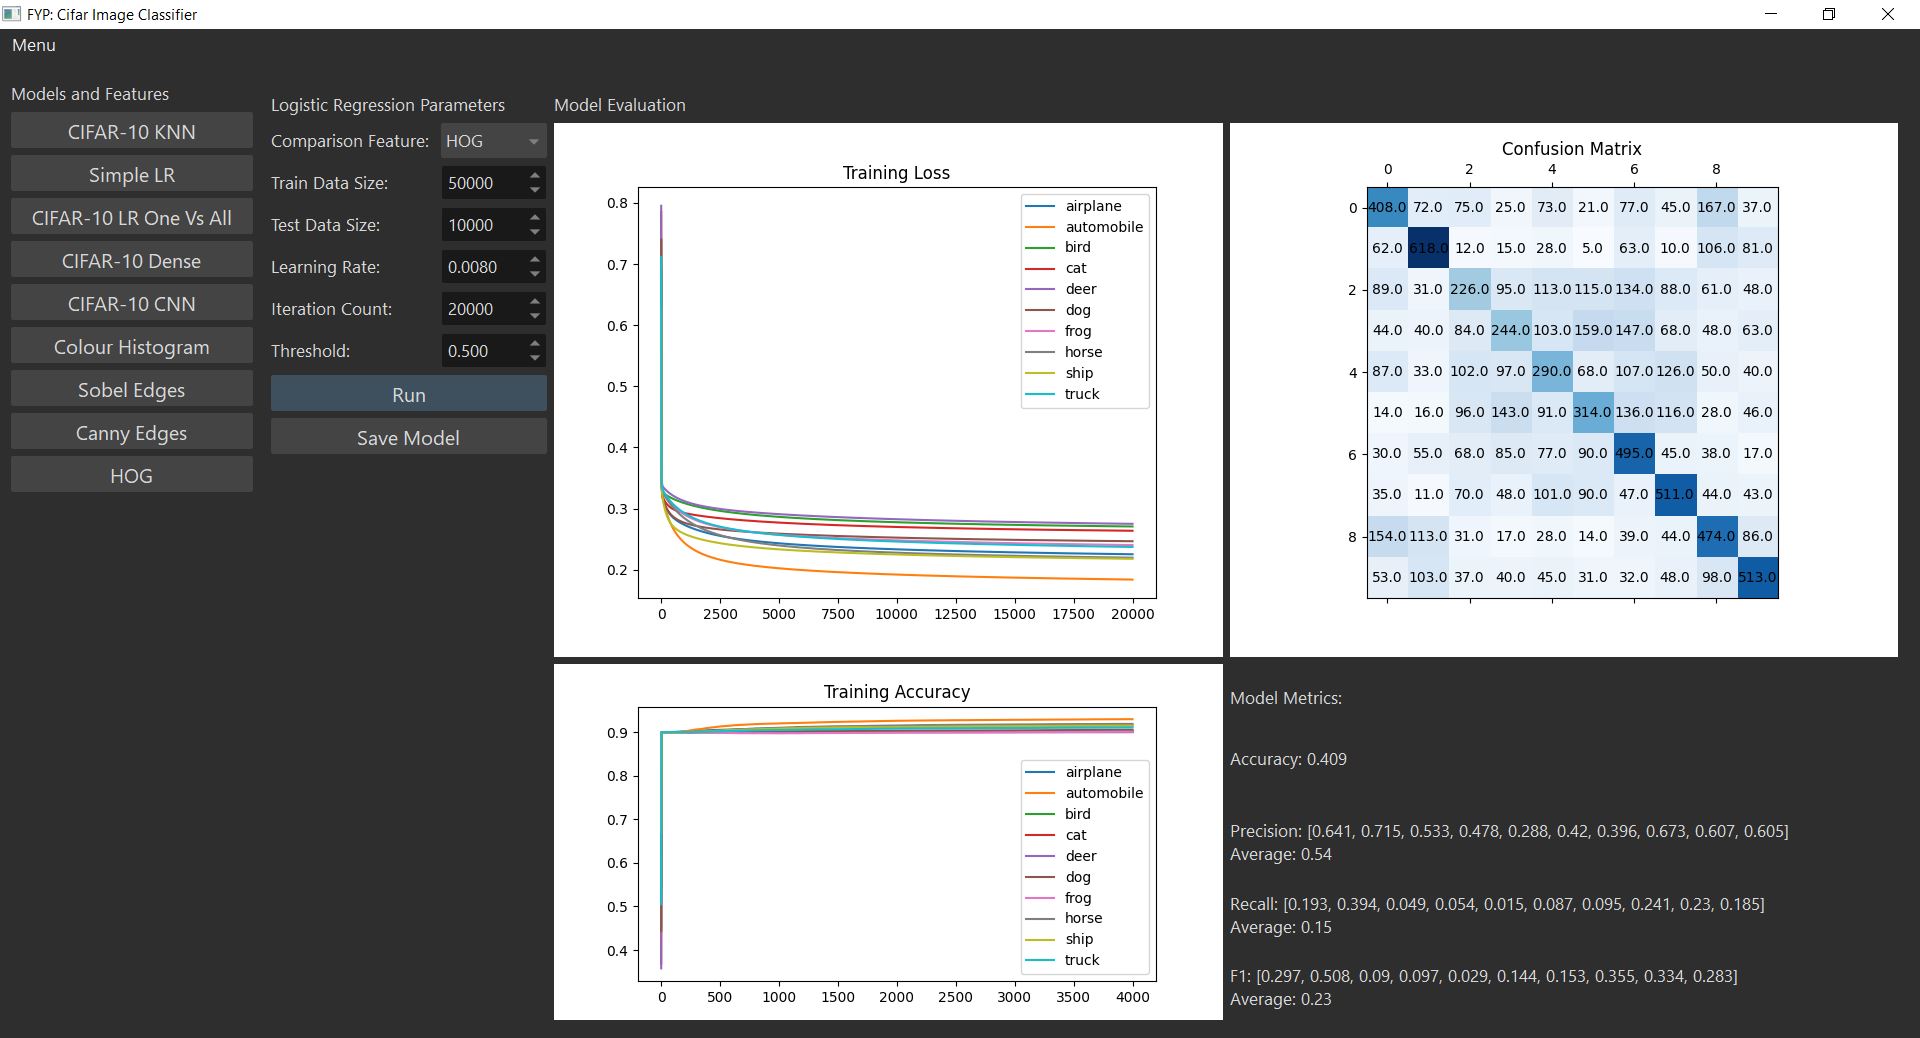 FYP: Cifar Image Classifier
Menu
Models and Features
CIFAR-10 KNN
Simple LR
CIFAR-10 LR One Vs All
CIFAR-10 Dense
CIFAR-10 CNN
Colour Histogram
Sobel Edges
Canny Edges
HOG
Logistic Regression Parameters
Comparison Feature: HOG
Train Data Size: 50000
Test Data Size: 10000
Learning Rate: 0.0080
Iteration Count: 20000
Threshold: 0.500
Run
Save Model
Model Evaluation
Training Loss
0.8
0.7
0.6
0.5
0.4
0.3
0.2
0 2500 5000 7500 10000 12500 15000 17500 20000
airplane
automobile
bird
cat
deer
dog
frog
horse
ship
truck
Confusion Matrix
0 2 4 6 8
0 408.0 72.0 75.0 25.0 73.0 21.0 77.0 45.0 167.0 37.0
62.0 618.0 12.0 15.0 28.0 5.0 63.0 10.0 106.0 81.0
2 89.0 31.0 226.0 95.0 113.0 115.0 134.0 88.0 61.0 48.0
44.0 40.0 84.0 244.0 103.0 159.0 147.0 68.0 48.0 63.0
4 87.0 33.0 102.0 97.0 290.0 68.0 107.0 126.0 50.0 40.0
14.0 16.0 96.0 143.0 91.0 314.0 136.0 116.0 28.0 46.0
6 30.0 55.0 68.0 85.0 77.0 90.0 495.0 45.0 38.0 17.0
35.0 11.0 70.0 48.0 101.0 90.0 47.0 511.0 44.0 43.0
8 154.0 113.0 31.0 17.0 28.0 14.0 39.0 44.0 474.0 86.0
53.0 103.0 37.0 40.0 45.0 31.0 32.0 48.0 98.0 513.0
Training Accuracy
0.9
0.8
0.7
0.6
0.5
0.4
0 500 1000 1500 2000 2500 3000 3500 4000
airplane
automobile
bird
cat
deer
dog
frog
horse
ship
truck
Model Metrics:
Accuracy: 0.409
Precision: [0.641, 0.715, 0.533, 0.478, 0.288, 0.42, 0.396, 0.673, 0.607, 0.605]
Average: 0.54
Recall: [0.193, 0.394, 0.049, 0.054, 0.015, 0.087, 0.095, 0.241, 0.23, 0.185]
Average: 0.15
F1: [0.297, 0.508, 0.09, 0.097, 0.029, 0.144, 0.153, 0.355, 0.334, 0.283]
Average: 0.23